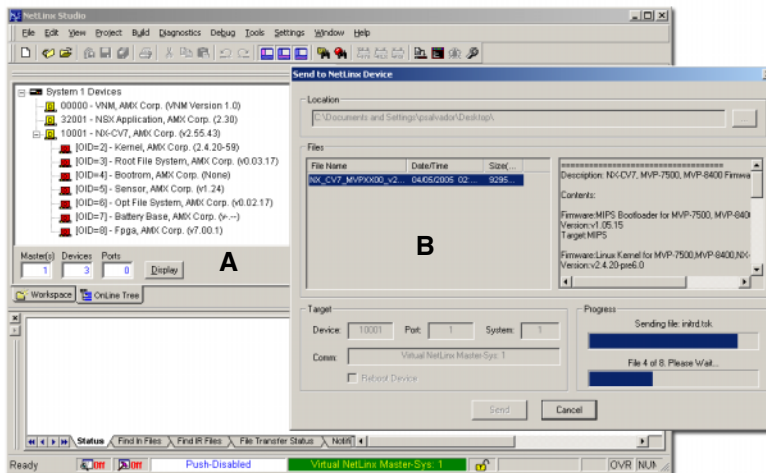 NetLinx Studio
File Edit View Project Build Diagnostics Debug Tools Settings Window Help
System 1 Devices
00000 - VNM, AMX Corp. (VNM Version 1.0)
32001 - NSX Application, AMX Corp. (2.30)
10001 - NX-CV7, AMX Corp. (v2.55.43)
[OID=2] - Kernel, AMX Corp. (2.4.20-59)
[OID=3] - Root File System, AMX Corp. (v0.03.17)
[OID=4] - Bootrom, AMX Corp. (None)
[OID=5] - Sensor, AMX Corp. (v1.24)
[OID=6] - Opt File System, AMX Corp. (v0.02.17)
[OID=7] - Battery Base, AMX Corp. (v-.--)
[OID=8] - Fpga, AMX Corp. (v7.00.1)
Master(s) Devices Ports
1 3 0 Display
A
Workspace OnLine Tree
Send to NetLinx Device
Location
C:\Documents and Settings\psalvador\Desktop\
...
Files
File Name Date/Time Size(...
NX_CV7_MVPXX00_v2... 04/05/2005 02:... 9295...
B
==================================
Description: NX-CV7, MVP-7500, MVP-8400 Firmwa
Contents:
Firmware:MIPS Bootloader for MVP-7500, MVP-840
Version:v1.05.15
Target:MIPS
Firmware:Linux Kernel for MVP-7500,MVP-8400,NX-
Version:v2.4.20-pre6.0
Target
Device: 10001 Port: 1 System: 1
Comm: Virtual NetLinx Master-Sys: 1
Reboot Device
Progress
Sending file: initrd.tsk
File 4 of 8. Please Wait...
Send Cancel
Status Find In Files Find IR Files File Transfer Status Notifi
Ready Off Off Push-Disabled Virtual NetLinx Master-Sys: 1 OVR NUM